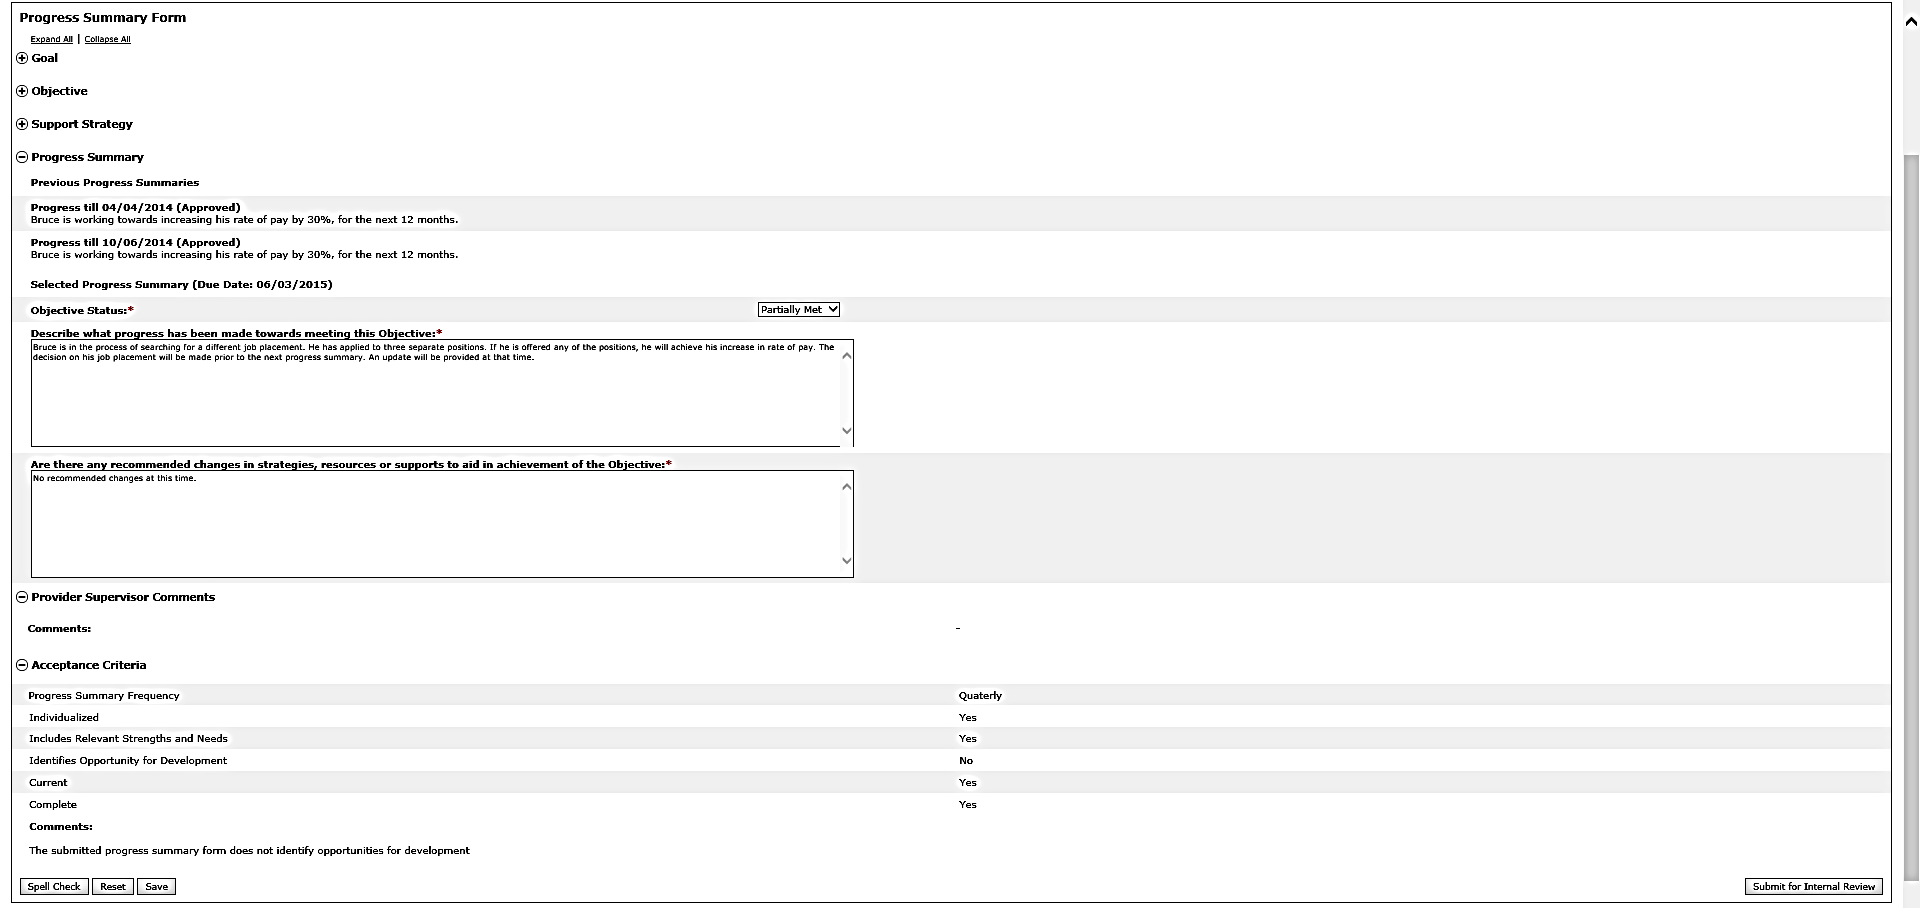 Progress Summary Form
Expand All | Collapse All
Goal
Objective
Support Strategy
Progress Summary
Previous Progress Summaries
Progress till 04/04/2014 (Approved)
Bruce is working towards increasing his rate of pay by 30%, for the next 12 months.
Progress till 10/06/2014 (Approved)
Bruce is working towards increasing his rate of pay by 30%, for the next 12 months.
Selected Progress Summary (Due Date: 06/03/2015)
Objective Status:* Partially Met
Describe what progress has been made towards meeting this Objective:*
Bruce is in the process of searching for a different job placement. He has applied to three separate positions. If he is offered any of the positions, he will achieve his increase in rate of pay. The
decision on his job placement will be made prior to the next progress summary. An update will be provided at that time.
Are there any recommended changes in strategies, resources or supports to aid in achievement of the Objective:*
No recommended changes at this time.
Provider Supervisor Comments
Comments: -
Acceptance Criteria
Progress Summary Frequency Quaterly
Individualized Yes
Includes Relevant Strengths and Needs Yes
Identifies Opportunity for Development No
Current Yes
Complete Yes
Comments:
The submitted progress summary form does not identify opportunities for development
Spell Check Reset Save Submit for Internal Review